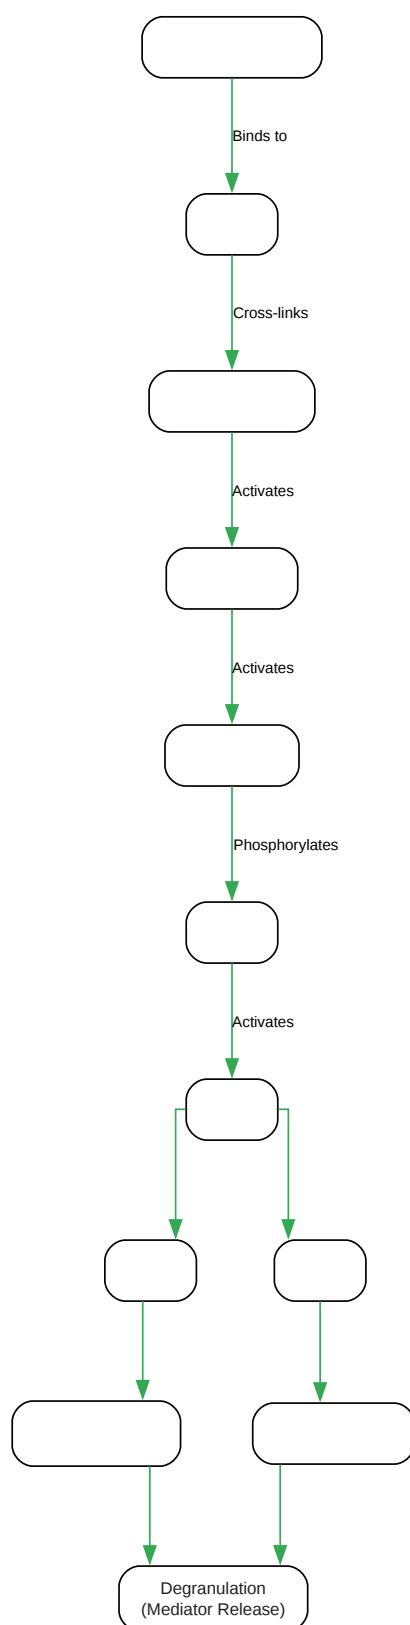 Binds to
Cross-links
Activates
Activates
Phosphorylates
Activates
Degranulation
(Mediator Release)